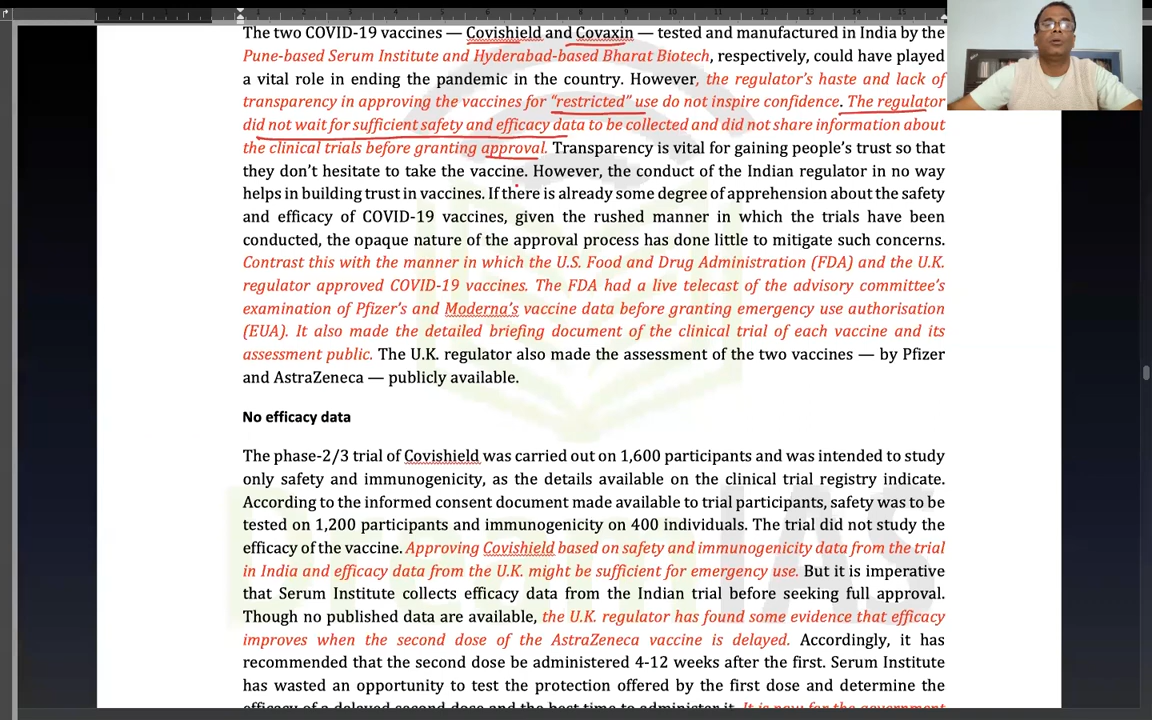 The two COVID-19 vaccines — Covishield and Covaxin — tested and manufactured in India by the
Pune-based Serum Institute and Hyderabad-based Bharat Biotech, respectively, could have played
a vital role in ending the pandemic in the country. However, the regulator's haste and lack of
transparency in approving the vaccines for "restricted" use do not inspire confidence. The regulator
did not wait for sufficient safety and efficacy data to be collected and did not share information about
the clinical trials before granting approval. Transparency is vital for gaining people's trust so that
they don't hesitate to take the vaccine. However, the conduct of the Indian regulator in no way
helps in building trust in vaccines. If there is already some degree of apprehension about the safety
and efficacy of COVID-19 vaccines, given the rushed manner in which the trials have been
conducted, the opaque nature of the approval process has done little to mitigate such concerns.
Contrast this with the manner in which the U.S. Food and Drug Administration (FDA) and the U.K.
regulator approved COVID-19 vaccines. The FDA had a live telecast of the advisory committee's
examination of Pfizer's and Moderna's vaccine data before granting emergency use authorisation
(EUA). It also made the detailed briefing document of the clinical trial of each vaccine and its
assessment public. The U.K. regulator also made the assessment of the two vaccines — by Pfizer
and AstraZeneca — publicly available.
No efficacy data
The phase-2/3 trial of Covishield was carried out on 1,600 participants and was intended to study
only safety and immunogenicity, as the details available on the clinical trial registry indicate.
According to the informed consent document made available to trial participants, safety was to be
tested on 1,200 participants and immunogenicity on 400 individuals. The trial did not study the
efficacy of the vaccine. Approving Covishield based on safety and immunogenicity data from the trial
in India and efficacy data from the U.K. might be sufficient for emergency use. But it is imperative
that Serum Institute collects efficacy data from the Indian trial before seeking full approval.
Though no published data are available, the U.K. regulator has found some evidence that efficacy
improves when the second dose of the AstraZeneca vaccine is delayed. Accordingly, it has
recommended that the second dose be administered 4-12 weeks after the first. Serum Institute
has wasted an opportunity to test the protection offered by the first dose and determine the
efficacy of a delayed second dose and the best time to administer it. It is now for the government
IAS